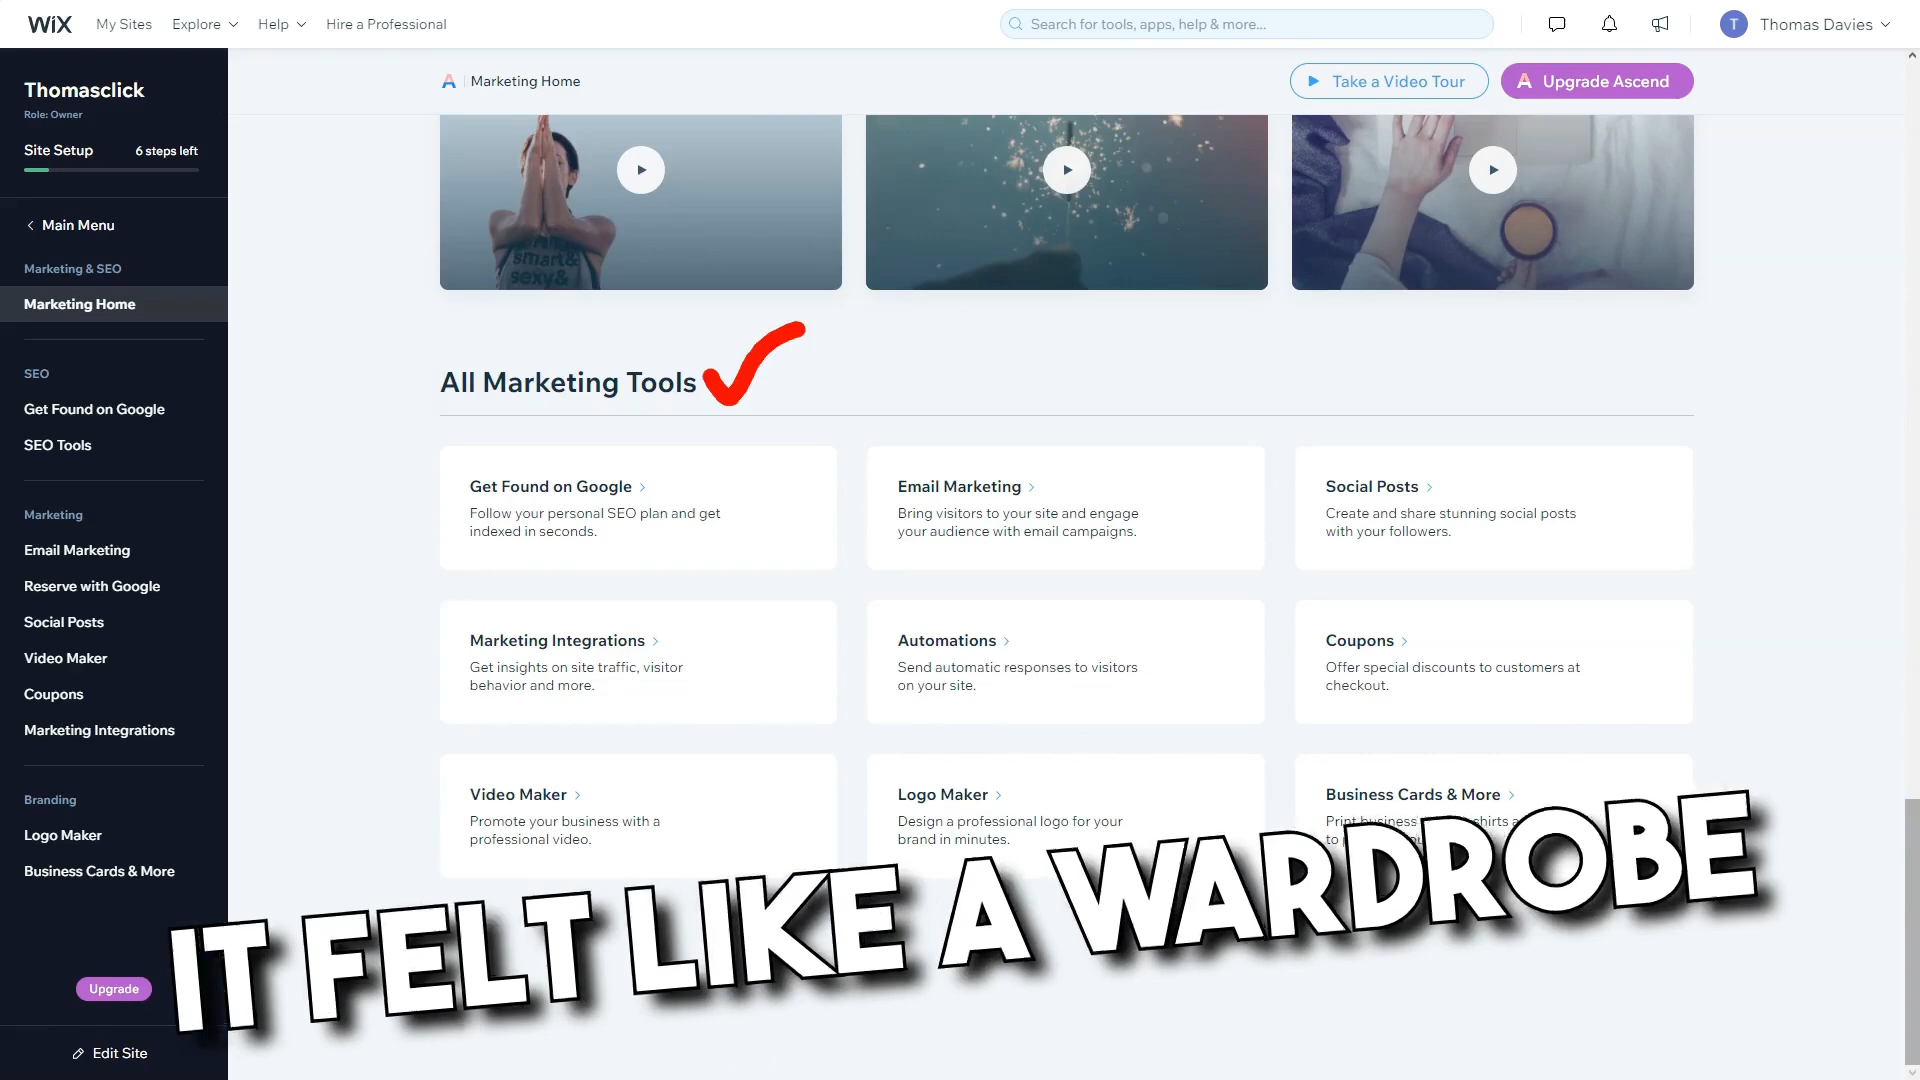 WiX
My Sites
Explore
Help
Hire a Professional
Search for tools, apps, help & more...
T
Thomas Davies
Thomasclick
Role: Owner
Site Setup
6 steps left
Main Menu
Marketing & SEO
Marketing Home
SEO
Get Found on Google
SEO Tools
Marketing
Email Marketing
Reserve with Google
Social Posts
Video Maker
Coupons
Marketing Integrations
Branding
Logo Maker
Business Cards & More
Upgrade
Edit Site
A
Marketing Home
Take a Video Tour
A Upgrade Ascend
smart&
sexy&
All Marketing Tools
Get Found on Google
Follow your personal SEO plan and get
indexed in seconds.
Email Marketing
Bring visitors to your site and engage
your audience with email campaigns.
Social Posts
Create and share stunning social posts
with your followers.
Marketing Integrations
Get insights on site traffic, visitor
behavior and more.
Automations
Send automatic responses to visitors
on your site.
Coupons
Offer special discounts to customers at
checkout.
Video Maker
Promote your business with a
professional video.
Logo Maker
Design a professional logo for your
brand in minutes.
Business Cards & More
Print business
to
IT FELT LIKE A WARDROBE